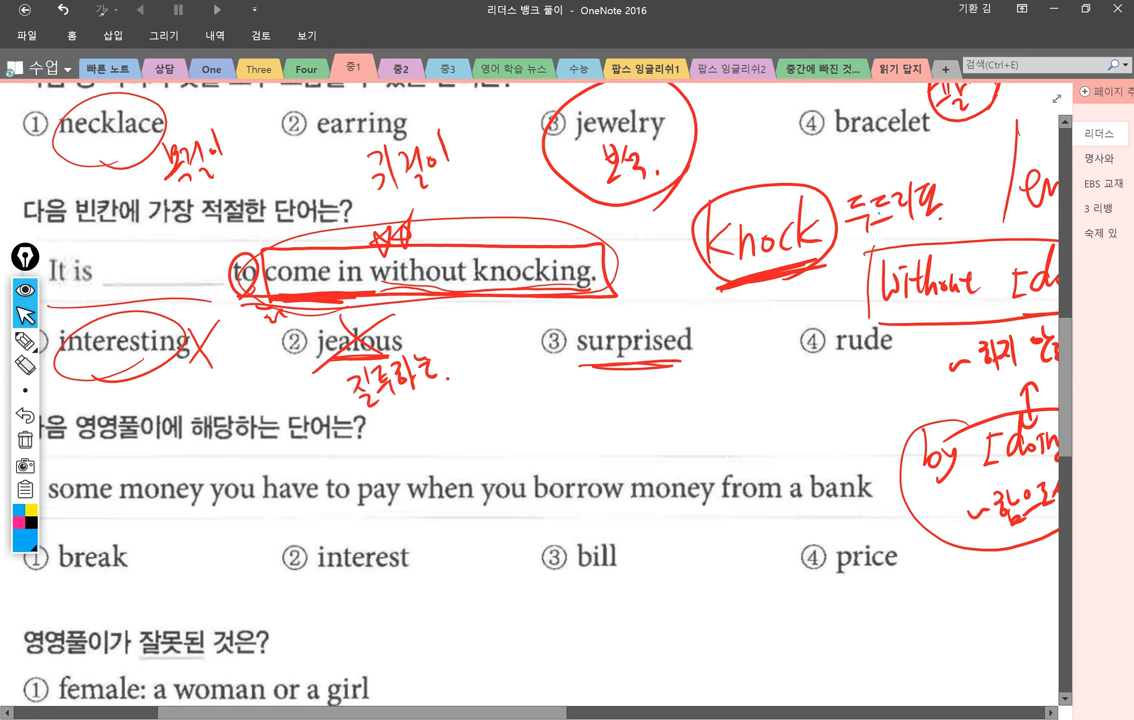 리더스 뱅크 풀이 - OneNote 2016
기환 김
파일 홈 삽입 그리기 내역 검토 보기
수업 빠른 노트 상담 One Three Four 중1 중2 중3 영어 학습 뉴스 수능 팝스 잉글리쉬1 팝스 잉글리쉬2 중간에 빠진 것... 읽기 답지 +
검색(Ctrl+E)
페이지 추
리더스
명사와
EBS 교재
3 리뱅
숙제 있
① necklace ② earring ③ jewelry ④ bracelet
목걸이 귀걸이 보석.
팔
다음 빈칸에 가장 적절한 단어는?
knock 두드리다
It is ________ to come in without knocking.
without [do
interesting ② jealous ③ surprised ④ rude
질투하는.
~하지 않
다음 영영풀이에 해당하는 단어는?
by [doing
some money you have to pay when you borrow money from a bank
~함으로
① break ② interest ③ bill ④ price
영영풀이가 잘못된 것은?
① female: a woman or a girl